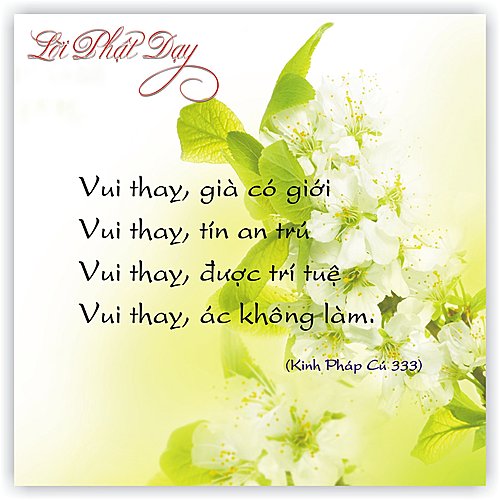 Lời Phật Dạy
Vui thay, già có giới
Vui thay, tín an trú
Vui thay, được trí tuệ
Vui thay, ác không làm.
(Kinh Pháp Cú 333)